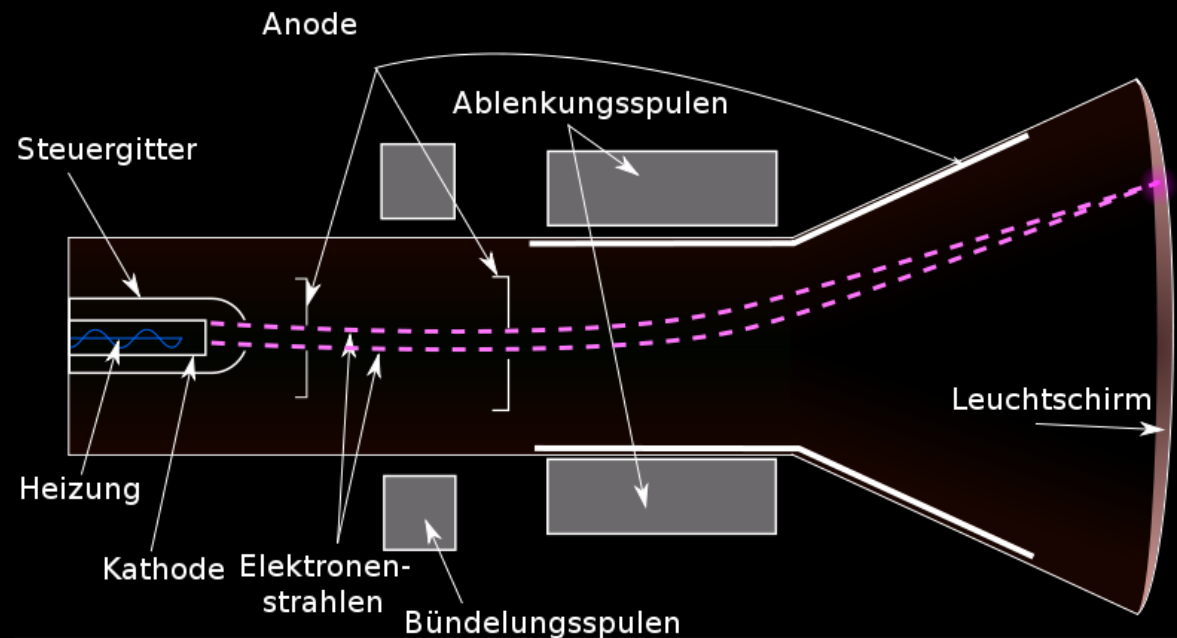 Anode
Ablenkungsspulen
Steuergitter
Leuchtschirm
Heizung
Kathode
Elektronen-
strahlen
Bündelungsspulen